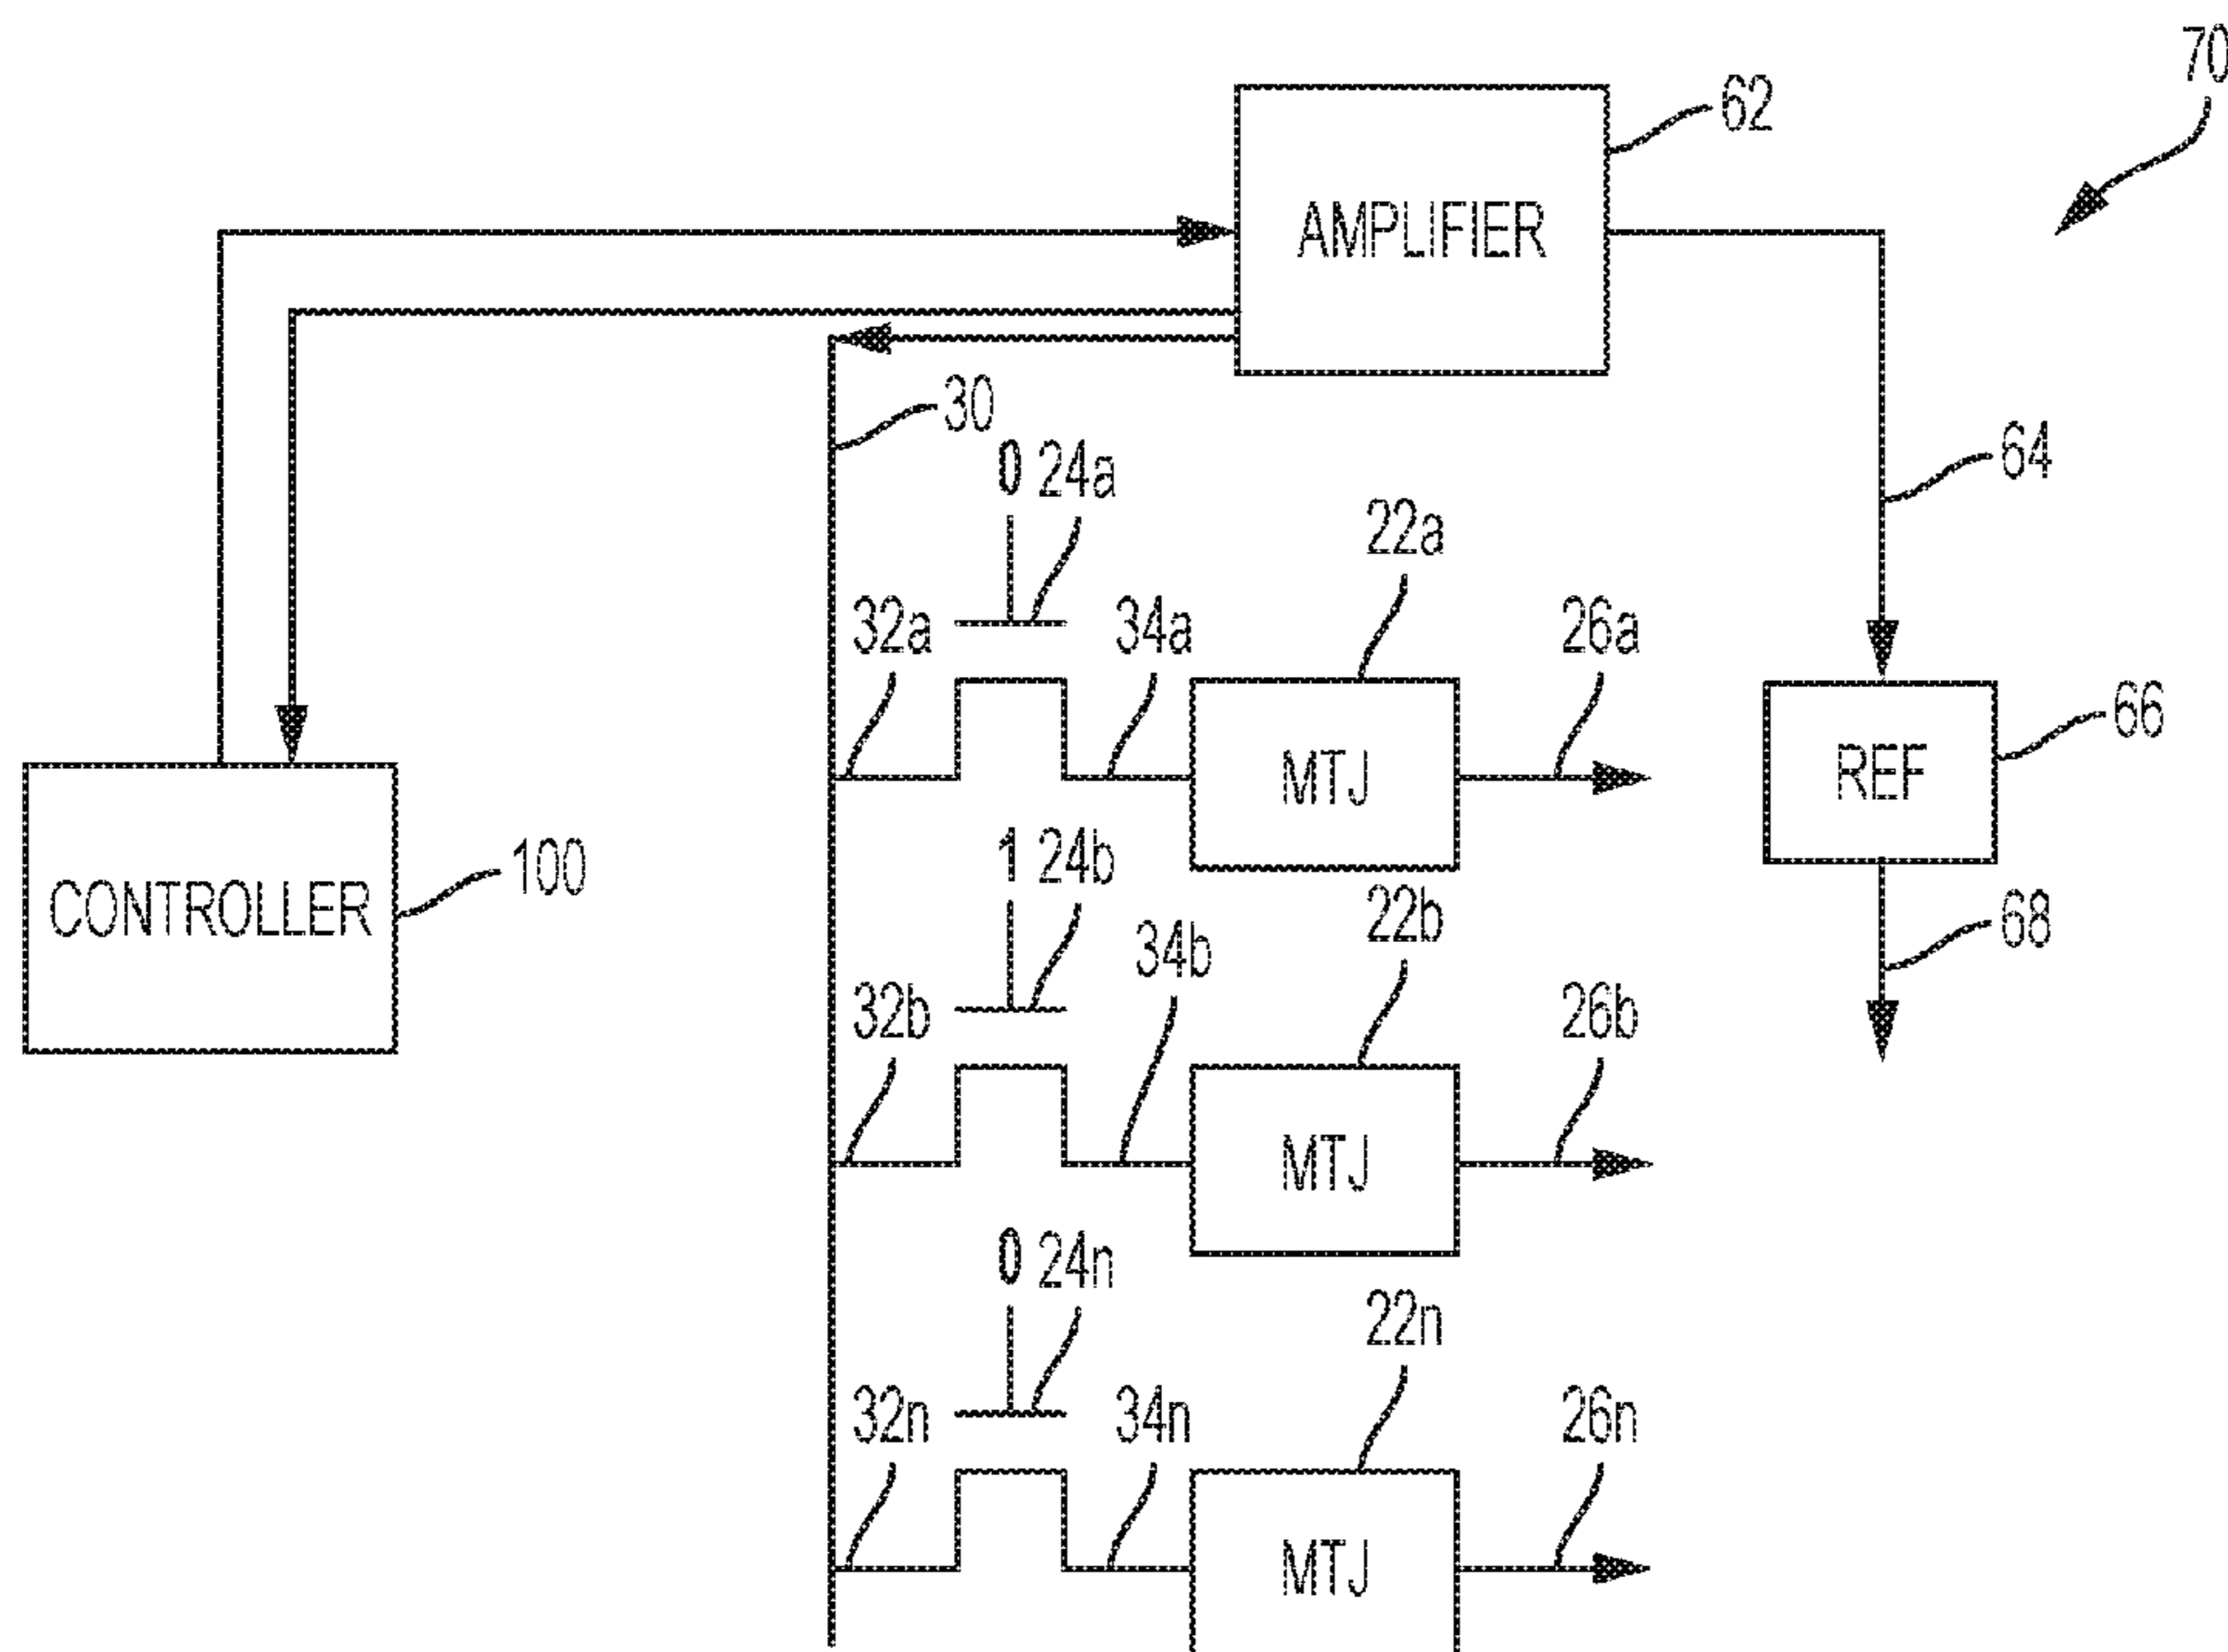 70
62
AMPLIFIER
30
64
0 24a
22a
32a
34a
26a
66
REF
MTJ
100
CONTROLLER
1 24b
22b
34b
68
32b
26b
MTJ
0 24n
22n
32n
34n
26n
MTJ